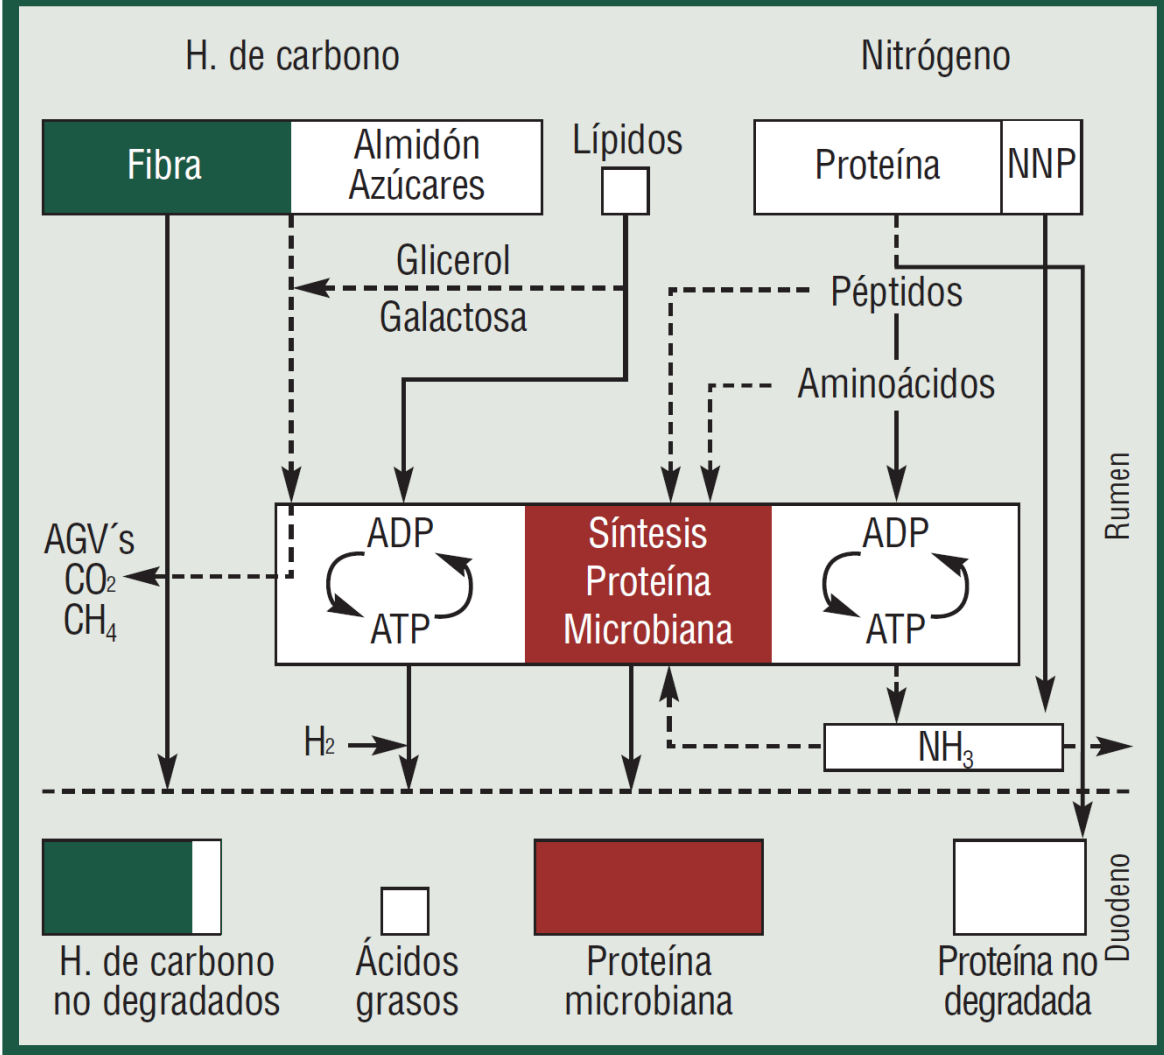 H. de carbono
Nitrógeno
Fibra
Almidón
Azúcares
Lípidos
Proteína
NNP
Glicerol
Galactosa
Péptidos
Aminoácidos
Rumen
AGV´s
CO₂
CH₄
ADP
ATP
Síntesis
Proteína
Microbiana
ADP
ATP
H₂
NH₃
Duodeno
H. de carbono
no degradados
Ácidos
grasos
Proteína
microbiana
Proteína no
degradada